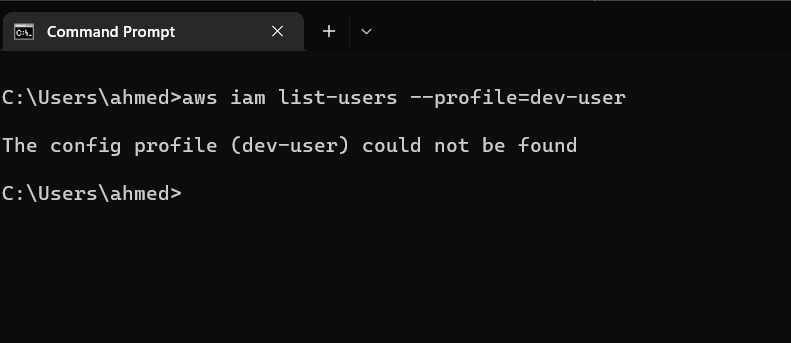 Command Prompt
C:\Users\ahmed>aws iam list-users --profile=dev-user
The config profile (dev-user) could not be found
C:\Users\ahmed>